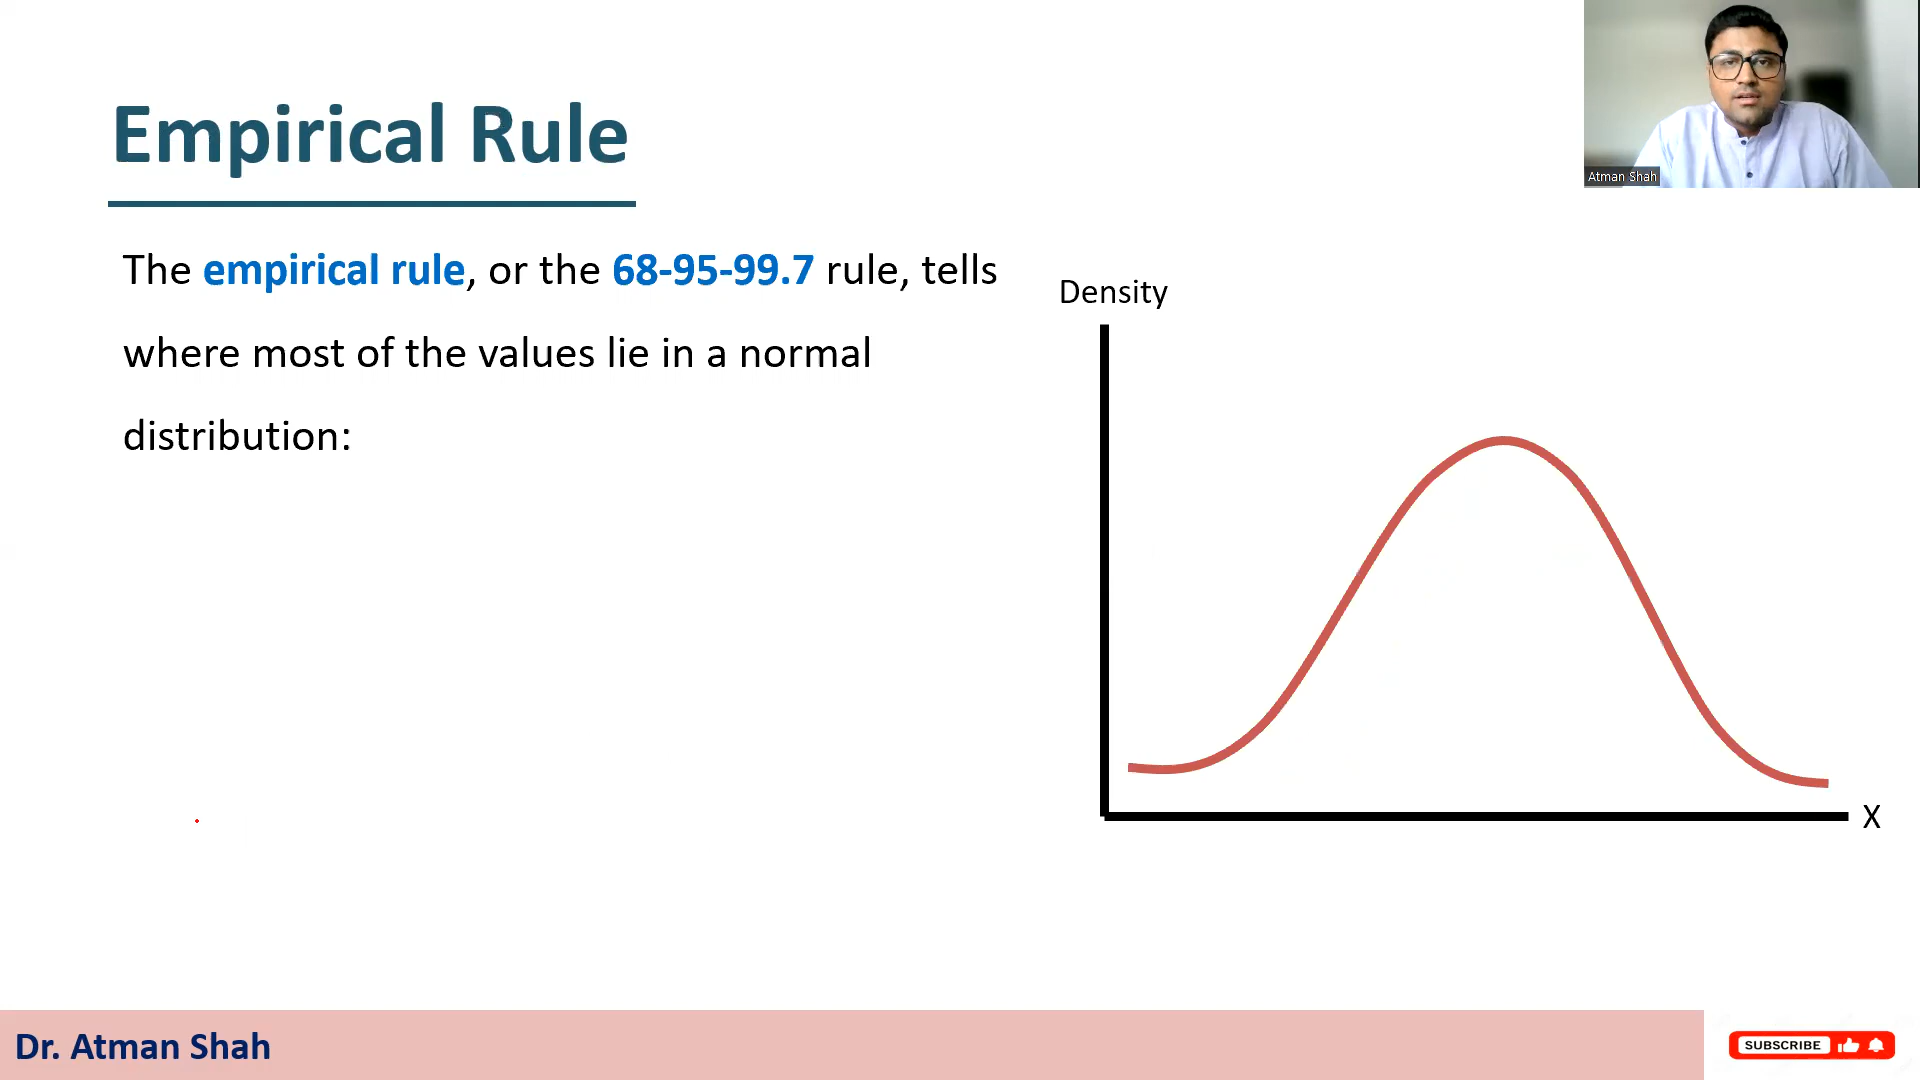 Empirical Rule
Atman Shah
The empirical rule, or the 68-95-99.7 rule, tells
where most of the values lie in a normal
distribution:
Density
X
Dr. Atman Shah
SUBSCRIBE